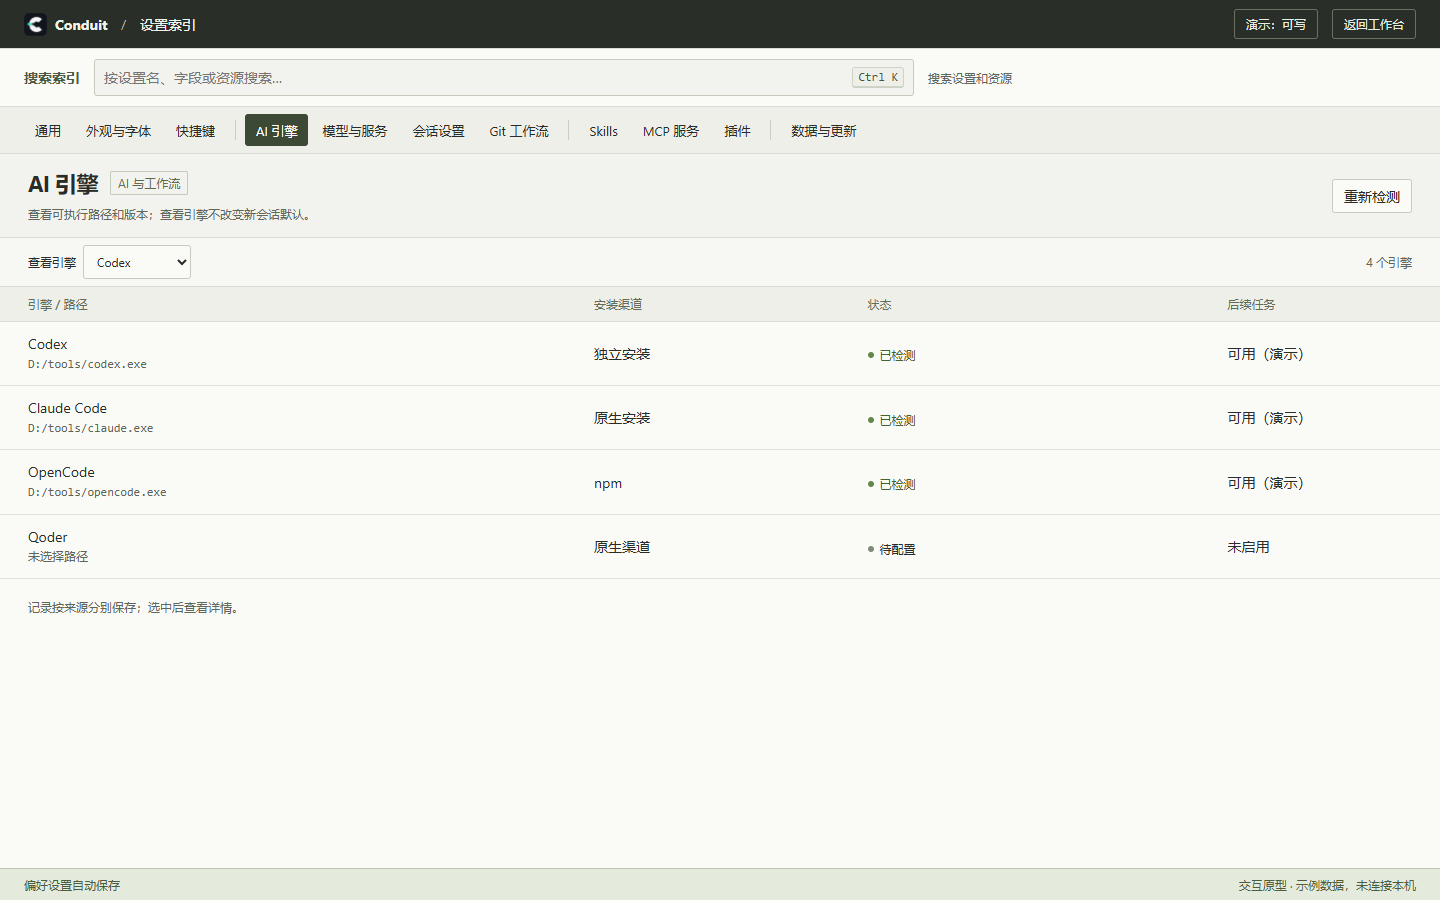 Conduit / 设置索引 演示：可写 返回工作台
搜索索引 按设置名、字段或资源搜索... Ctrl K 搜索设置和资源
通用 外观与字体 快捷键 AI 引擎 模型与服务 会话设置 Git 工作流 Skills MCP 服务 插件 数据与更新
AI 引擎 AI 与工作流
查看可执行路径和版本；查看引擎不改变新会话默认。
重新检测
查看引擎 Codex 4 个引擎
引擎 / 路径 安装渠道 状态 后续任务
Codex
D:/tools/codex.exe
独立安装 已检测 可用（演示）
Claude Code
D:/tools/claude.exe
原生安装 已检测 可用（演示）
OpenCode
D:/tools/opencode.exe
npm 已检测 可用（演示）
Qoder
未选择路径
原生渠道 待配置 未启用
记录按来源分别保存；选中后查看详情。
偏好设置自动保存 交互原型 · 示例数据，未连接本机